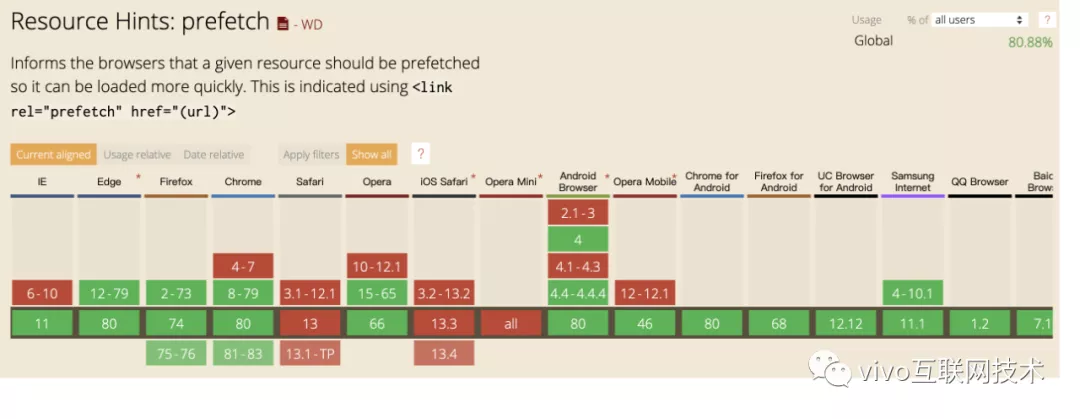 Resource Hints: prefetch - WD
Usage % of all users ?
Global 80.88%
Informs the browsers that a given resource should be prefetched
so it can be loaded more quickly. This is indicated using <link
rel="prefetch" href="(url)">
Current aligned Usage relative Date relative Apply filters Show all ?
IE Edge * Firefox Chrome Safari Opera iOS Safari * Opera Mini * Android Browser * Opera Mobile * Chrome for Android Firefox for Android UC Browser for Android Samsung Internet QQ Browser Baid Brows
2.1-3
4
4-7 10-12.1 4.1-4.3
6-10 12-79 2-73 8-79 3.1-12.1 15-65 3.2-13.2 4.4-4.4.4 12-12.1 4-10.1
11 80 74 80 13 66 13.3 all 80 46 80 68 12.12 11.1 1.2 7.1
75-76 81-83 13.1-TP 13.4
vivo互联网技术